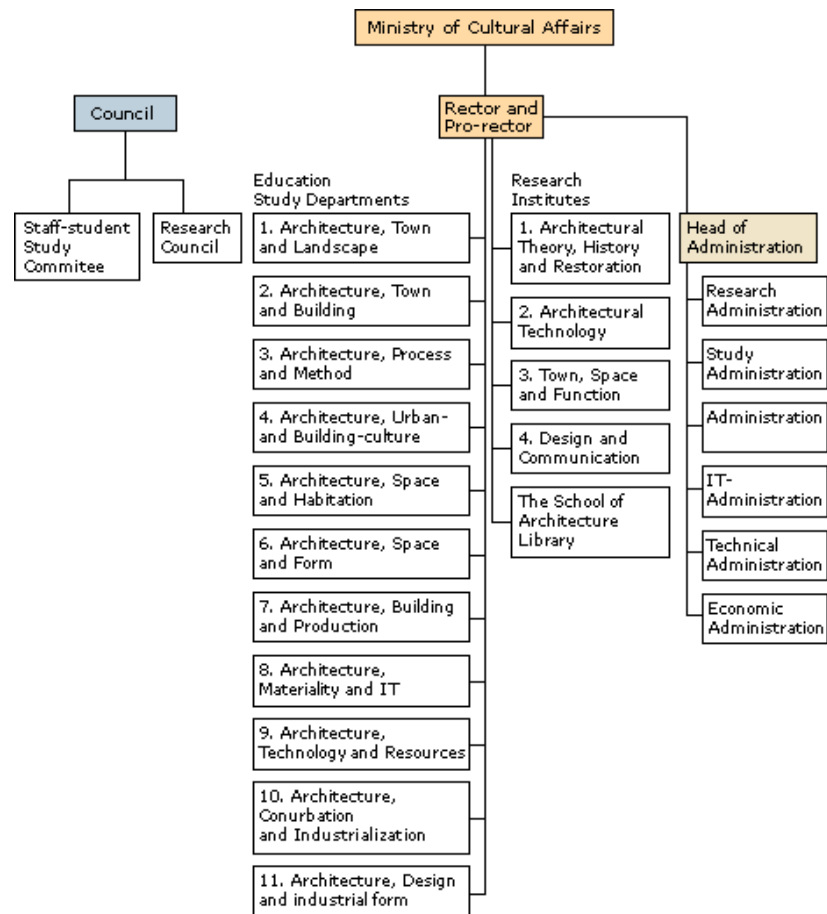 Ministry of Cultural Affairs
Council
Rector and
Pro-rector
Staff-student
Study
Commitee
Research
Council
Education
Study Departments
1. Architecture, Town
and Landscape
2. Architecture, Town
and Building
3. Architecture, Process
and Method
4. Architecture, Urban-
and Building-culture
5. Architecture, Space
and Habitation
6. Architecture, Space
and Form
7. Architecture, Building
and Production
8. Architecture,
Materiality and IT
9. Architecture,
Technology and Resources
10. Architecture,
Conurbation
and Industrialization
11. Architecture, Design
and industrial form
Research
Institutes
1. Architectural
Theory, History
and Restoration
2. Architectural
Technology
3. Town, Space
and Function
4. Design and
Communication
The School of
Architecture
Library
Head of
Administration
Research
Administration
Study
Administration
Administration
IT-
Administration
Technical
Administration
Economic
Administration